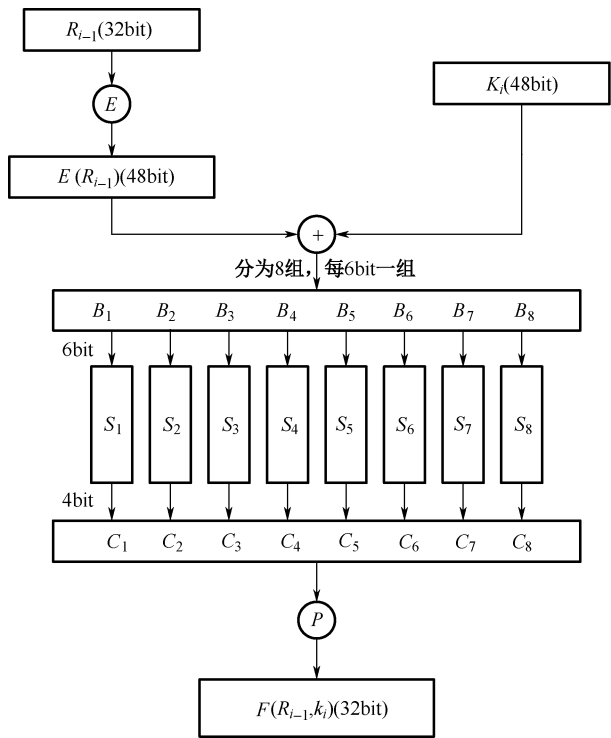 R_{i-1}(32bit)
K_i(48bit)
E
E (R_{i-1})(48bit)
+
分为8组，每6bit一组
B_1 B_2 B_3 B_4 B_5 B_6 B_7 B_8
6bit
S_1 S_2 S_3 S_4 S_5 S_6 S_7 S_8
4bit
C_1 C_2 C_3 C_4 C_5 C_6 C_7 C_8
P
F(R_{i-1},k_i)(32bit)